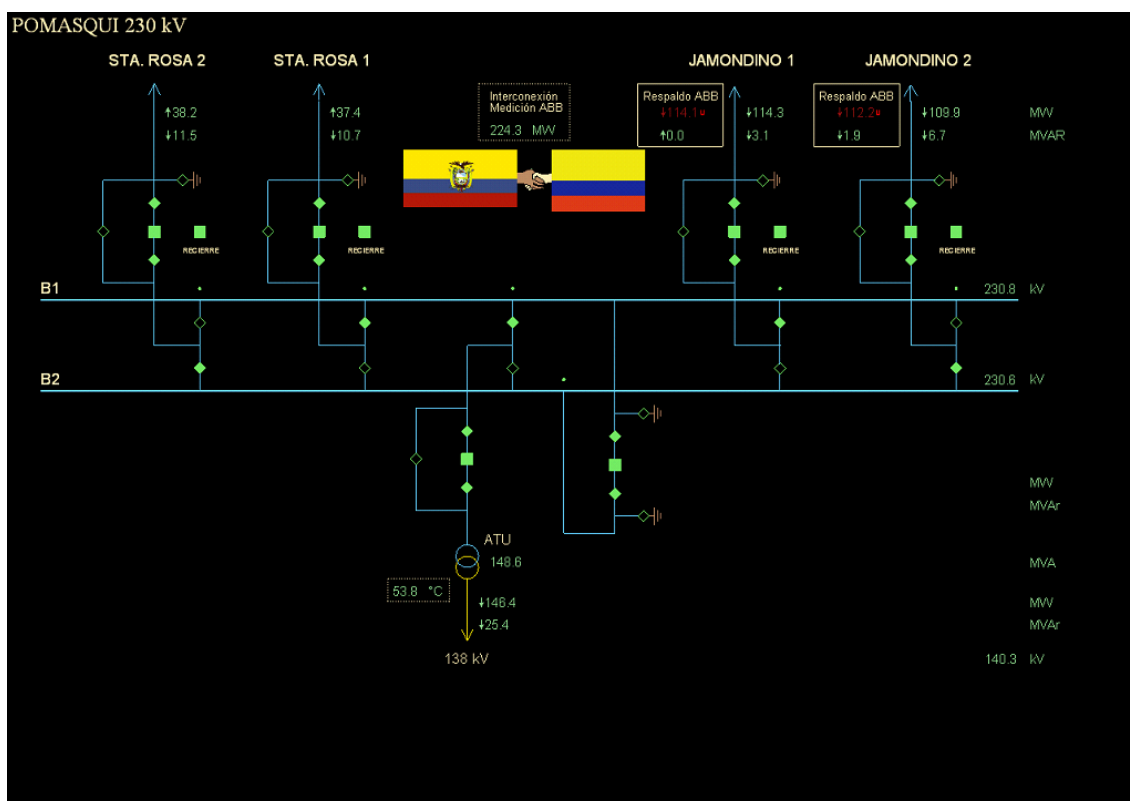 POMASQUI 230 kV
STA. ROSA 2
STA. ROSA 1
JAMONDINO 1
JAMONDINO 2
Interconexión
Medición ABB
224.3 MW
Respaldo ABB
↓114.1
↑0.0
Respaldo ABB
↓112.2
↓1.9
↑38.2
↓11.5
↑37.4
↓10.7
↓114.3
↓3.1
↓109.9
↓6.7
MW
MVAR
RECIERRE
RECIERRE
RECIERRE
RECIERRE
B1
230.8 kV
B2
230.6 kV
MW
MVAr
ATU
148.6
MVA
53.8 °C
↓146.4
MW
↓25.4
MVAr
138 kV
140.3 kV